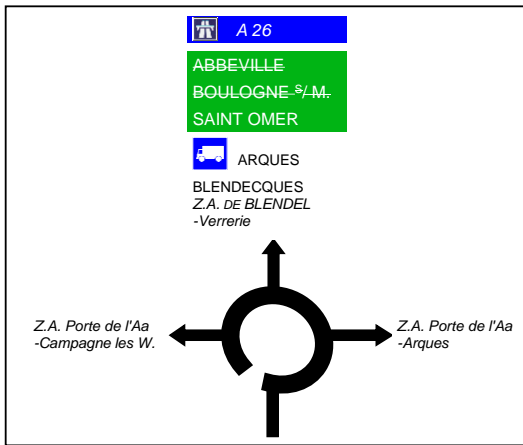 A 26
ABBEVILLE
BOULOGNE S/ M.
SAINT OMER
ARQUES
BLENDECQUES
Z.A. DE BLENDEL
-Verrerie
Z.A. Porte de l'Aa
-Campagne les W.
Z.A. Porte de l'Aa
-Arques